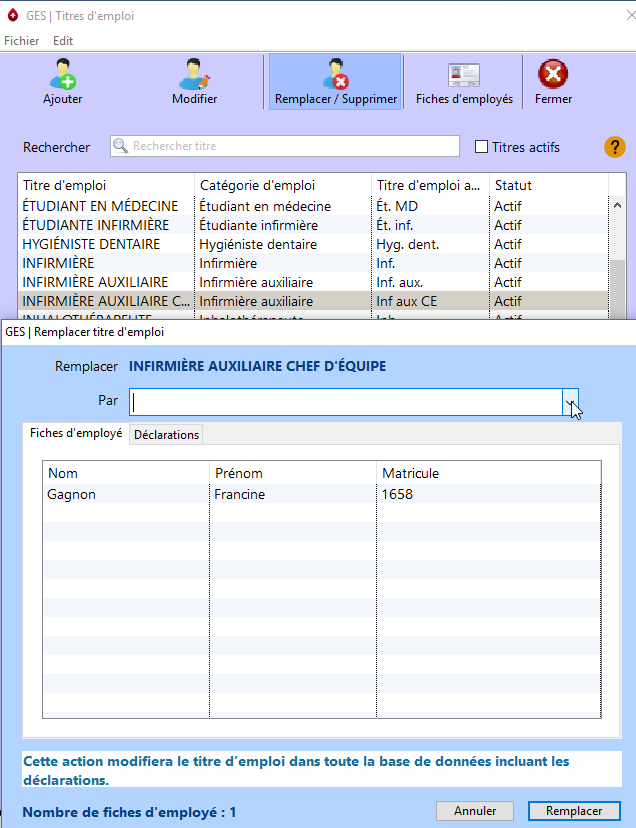 GES | Titres d'emploi
Fichier Edit
Ajouter Modifier Remplacer / Supprimer Fiches d'employés Fermer
Rechercher Rechercher titre Titres actifs ?
Titre d'emploi Catégorie d'emploi Titre d'emploi a... Statut
ÉTUDIANT EN MÉDECINE Étudiant en médecine Ét. MD Actif
ÉTUDIANTE INFIRMIÈRE Étudiante infirmière Ét. inf. Actif
HYGIÉNISTE DENTAIRE Hygiéniste dentaire Hyg. dent. Actif
INFIRMIÈRE Infirmière Inf. Actif
INFIRMIÈRE AUXILIAIRE Infirmière auxiliaire Inf. aux. Actif
INFIRMIÈRE AUXILIAIRE C... Infirmière auxiliaire Inf aux CE Actif
INHALOTHÉRAPEUTE Inhalothérapeute Inh. Actif
GES | Remplacer titre d'emploi
Remplacer INFIRMIÈRE AUXILIAIRE CHEF D'ÉQUIPE
Par
Fiches d'employé Déclarations
Nom Prénom Matricule
Gagnon Francine 1658
Cette action modifiera le titre d'emploi dans toute la base de données incluant les
déclarations.
Nombre de fiches d'employé : 1 Annuler Remplacer